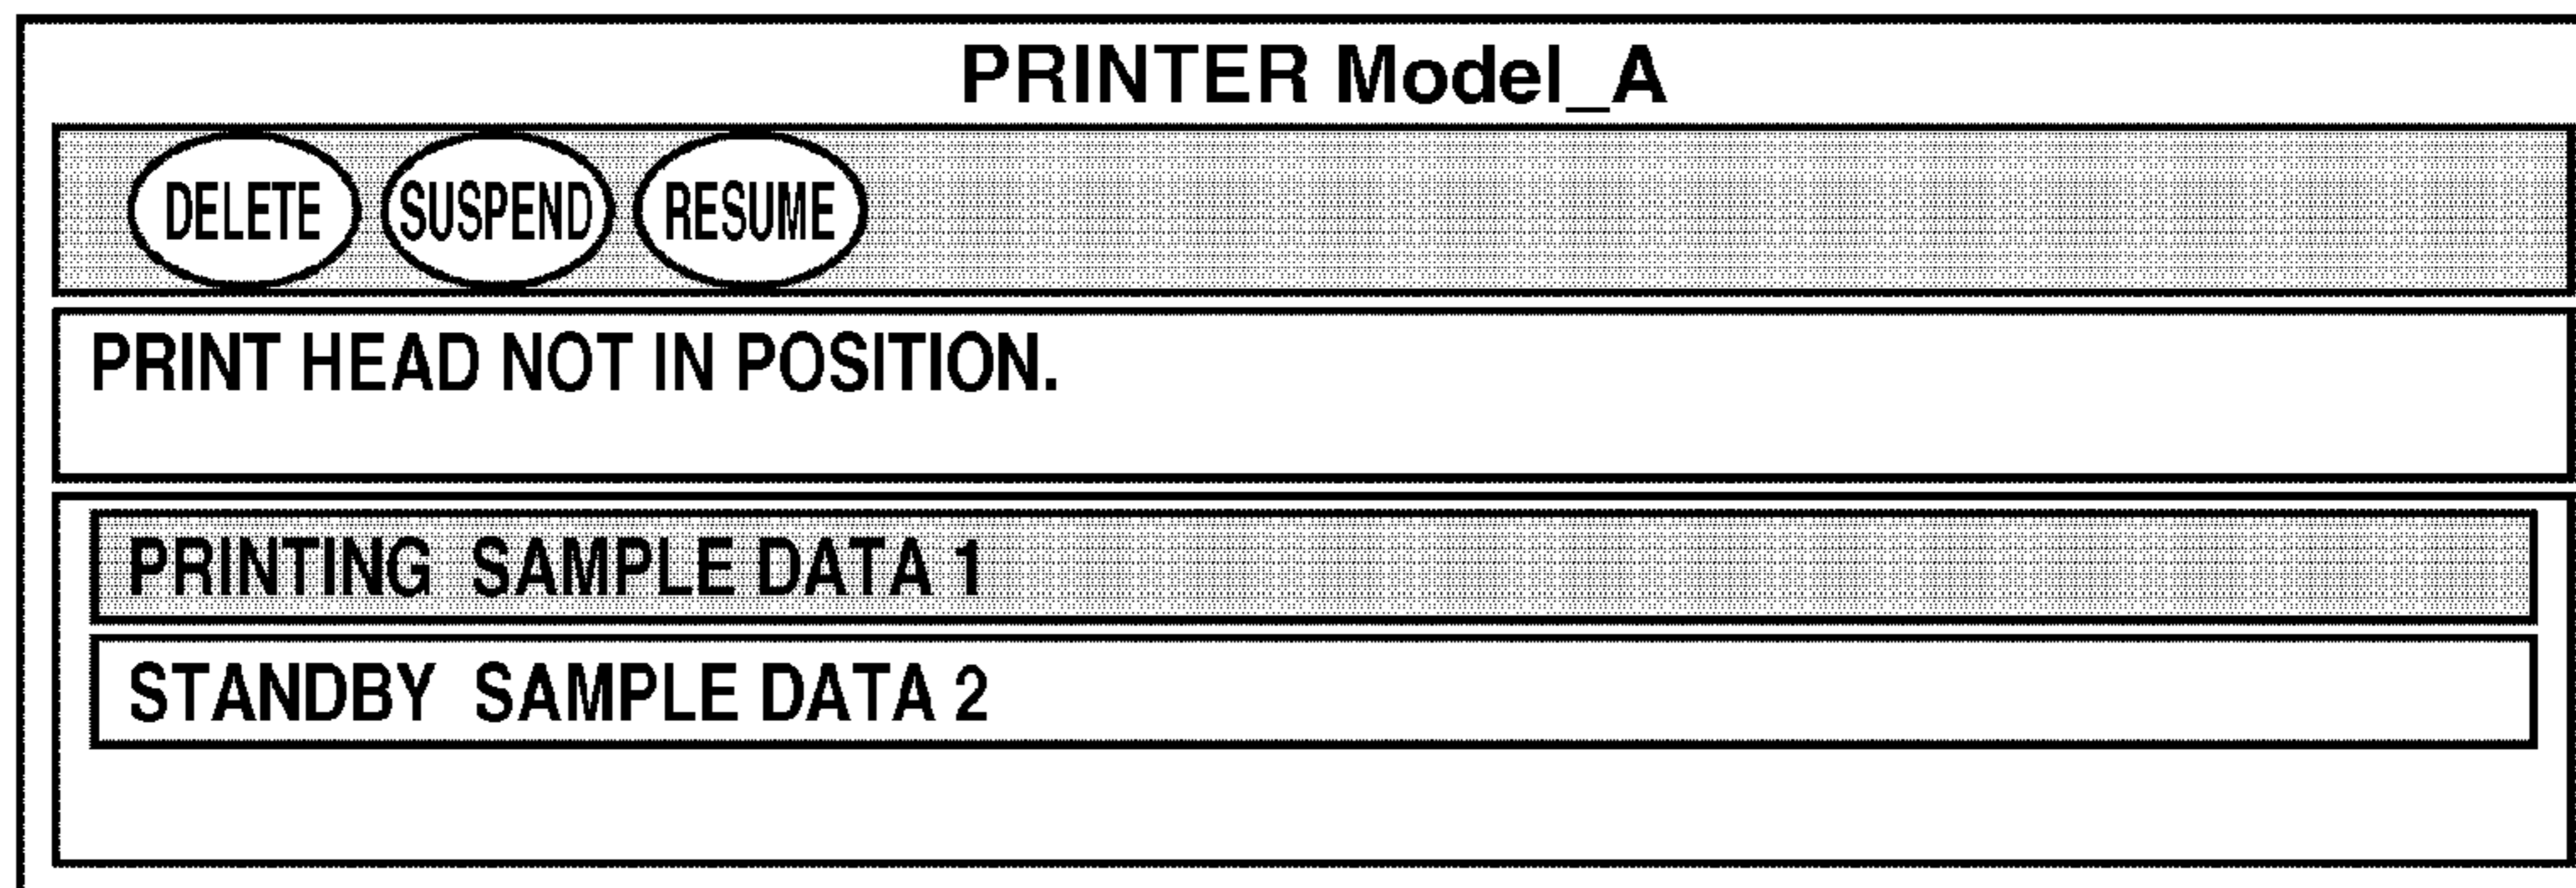 PRINTER Model_A
DELETE SUSPEND RESUME
PRINT HEAD NOT IN POSITION.
PRINTING SAMPLE DATA 1
STANDBY SAMPLE DATA 2